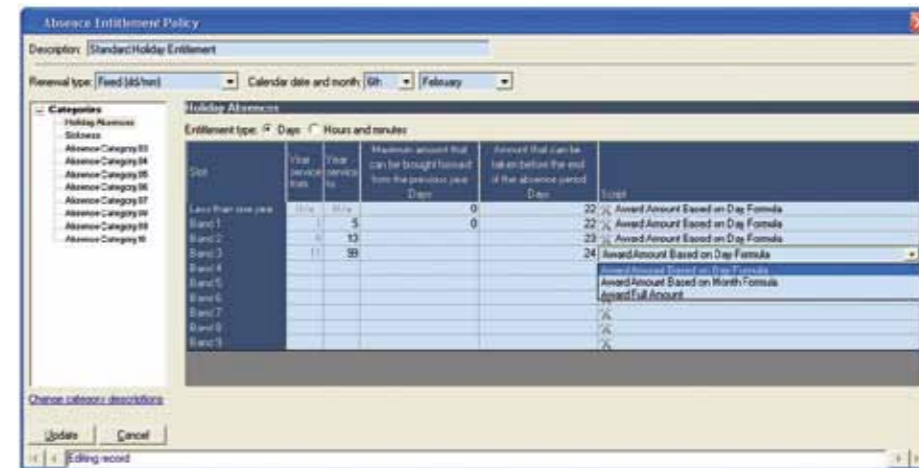 Absence Entitlement Policy
Description: Standard Holiday Entitlement
Renewal type: Fixed (dd/mm) Calendar date and month: 6th February
Categories
Holiday Absences
Sickness
Absence Category 03
Absence Category 04
Absence Category 05
Absence Category 06
Absence Category 07
Absence Category 08
Absence Category 09
Absence Category 10
Change category descriptions
Holiday Absences
Entitlement type: Days Hours and minutes
Slot Year service from Year service to Maximum amount that can be brought forward from the previous year Days Amount that can be taken before the end of the absence period Days Script
Less than one year N/a N/a 0 22 Award Amount Based on Day Formula
Band 1 5 0 22 Award Amount Based on Day Formula
Band 2 23 Award Amount Based on Day Formula
Band 3 99 24 Award Amount Based on Day Formula
Award Amount Based on Day Formula
Award Amount Based on Month Formula
Award Full Amount
Band 4
Band 5
Band 6
Band 7
Band 8
Band 9
Update Cancel
Editing record